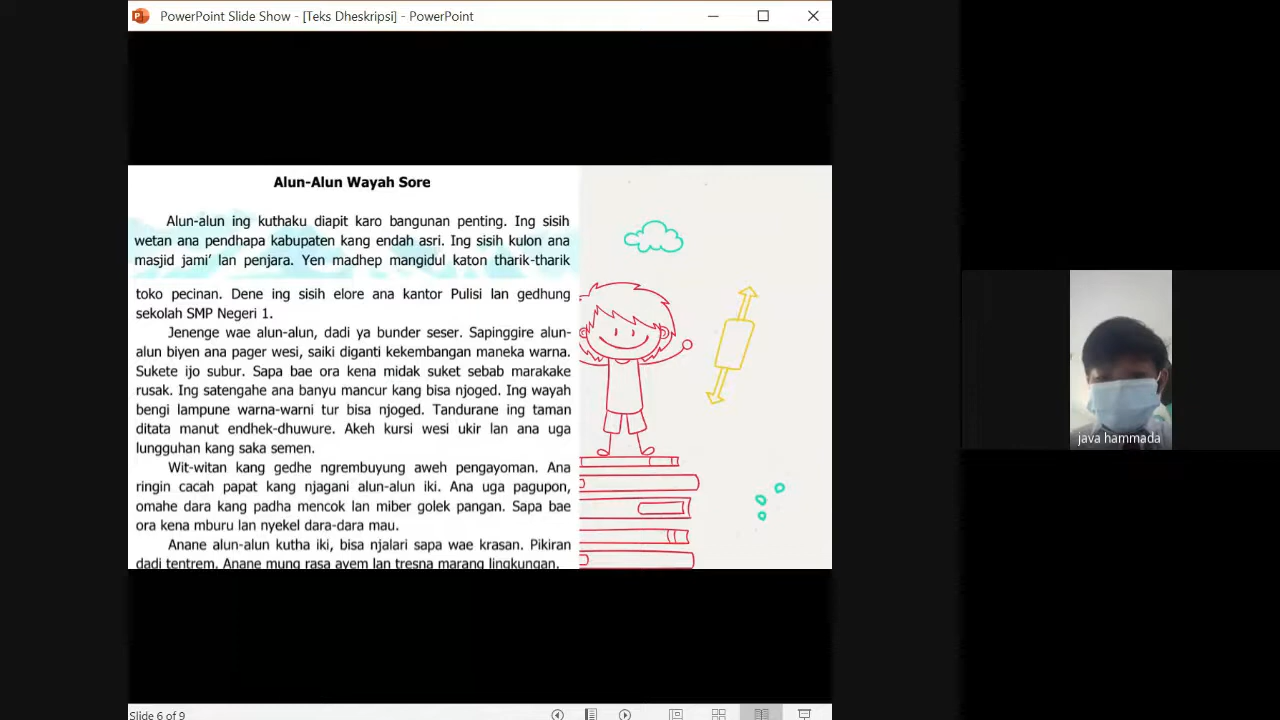 PowerPoint Slide Show - [Teks Dheskripsi] - PowerPoint
Alun-Alun Wayah Sore
Alun-alun ing kuthaku diapit karo bangunan penting. Ing sisih
wetan ana pendhapa kabupaten kang endah asri. Ing sisih kulon ana
masjid jami’ lan penjara. Yen madhep mangidul katon tharik-tharik
toko pecinan. Dene ing sisih elore ana kantor Pulisi lan gedhung
sekolah SMP Negeri 1.
Jenenge wae alun-alun, dadi ya bunder seser. Sapinggire alun-
alun biyen ana pager wesi, saiki diganti kekembangan maneka warna.
Sukete ijo subur. Sapa bae ora kena midak suket sebab marakake
rusak. Ing satengahe ana banyu mancur kang bisa njoged. Ing wayah
bengi lampune warna-warni tur bisa njoged. Tandurane ing taman
ditata manut endhek-dhuwure. Akeh kursi wesi ukir lan ana uga
lungguhan kang saka semen.
Wit-witan kang gedhe ngrembuyung aweh pengayoman. Ana
ringin cacah papat kang njagani alun-alun iki. Ana uga pagupon,
omahe dara kang padha mencok lan miber golek pangan. Sapa bae
ora kena mburu lan nyekel dara-dara mau.
Anane alun-alun kutha iki, bisa njalari sapa wae krasan. Pikiran
dadi tentrem. Anane mung rasa ayem lan tresna marang lingkungan.
java hammada
Slide 6 of 9